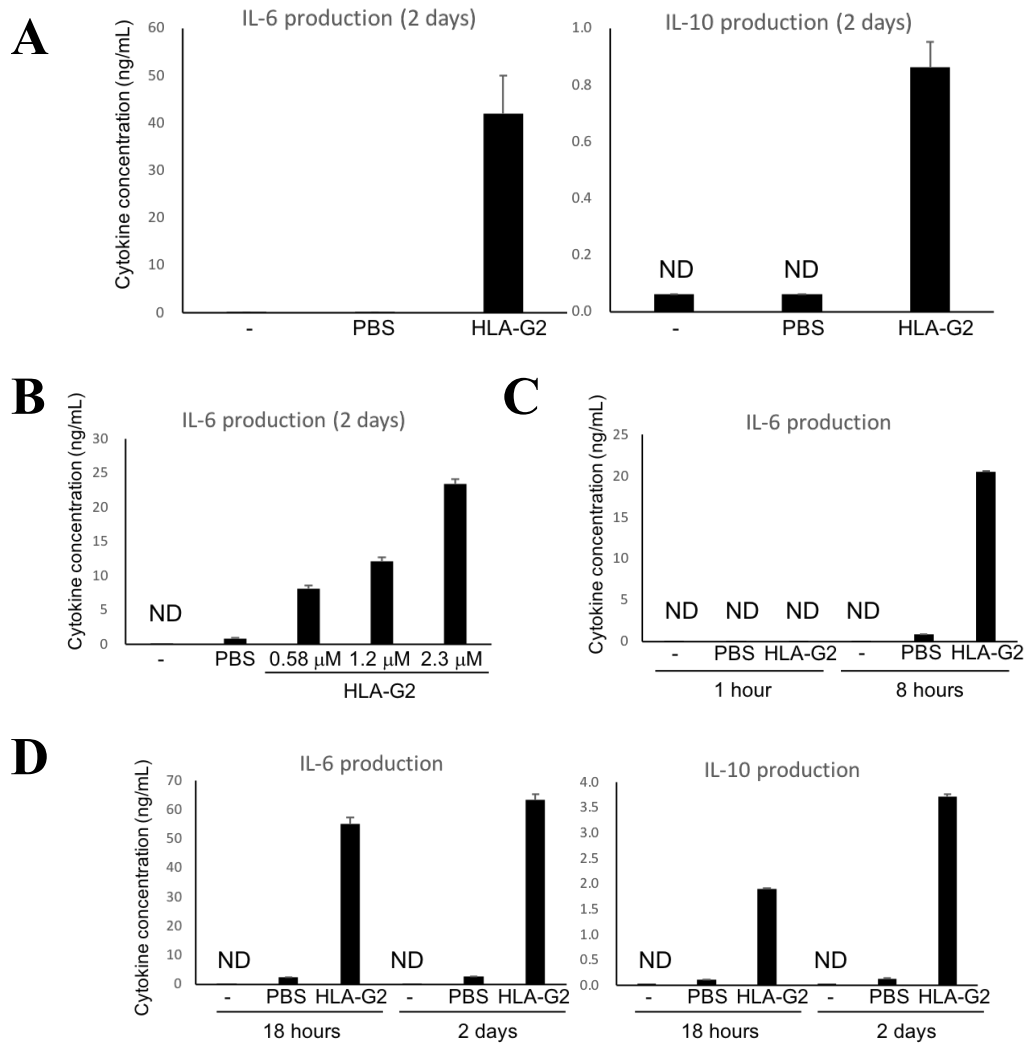 A
IL-6 production (2 days)
Cytokine concentration (ng/mL)
60
50
40
30
20
10
0
- PBS HLA-G2
IL-10 production (2 days)
1.0
0.8
0.6
0.4
0.2
0.0
ND ND
- PBS HLA-G2
B
IL-6 production (2 days)
Cytokine concentration (ng/mL)
30
25
20
15
10
5
0
ND
- PBS 0.58 μM 1.2 μM 2.3 μM
HLA-G2
C
IL-6 production
Cytokine concentration (ng/mL)
25
20
15
10
5
0
ND ND ND ND
- PBS HLA-G2 - PBS HLA-G2
1 hour 8 hours
D
IL-6 production
Cytokine concentration (ng/mL)
70
60
50
40
30
20
10
0
ND ND
- PBS HLA-G2 - PBS HLA-G2
18 hours 2 days
IL-10 production
4.0
3.5
3.0
2.5
2.0
1.5
1.0
0.5
0.0
ND ND
- PBS HLA-G2 - PBS HLA-G2
18 hours 2 days